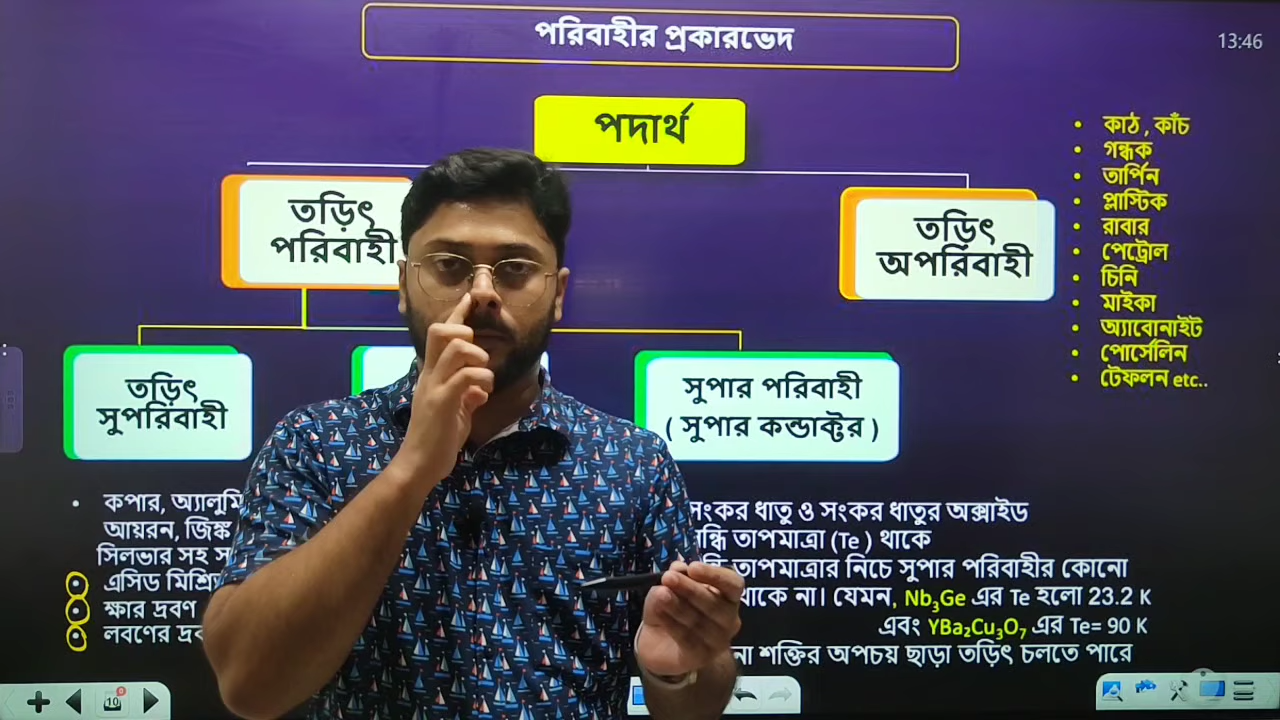 পরিবাহীর প্রকারভেদ
13:46
পদার্থ
তড়িৎ
পরিবাহী
তড়িৎ
অপরিবাহী
• কাঠ , কাঁচ
• গন্ধক
• তার্পিন
• প্লাস্টিক
• রাবার
• পেট্রোল
• চিনি
• মাইকা
• অ্যাবোনাইট
• পোর্সেলিন
• টেফলন etc..
তড়িৎ
সুপরিবাহী
সুপার পরিবাহী
( সুপার কন্ডাক্টর )
• কপার,
আয়রন, জিঙ্ক
সিলভার সহ
এসিড
ক্ষার দ্রবণ
লবণের
সংকর ধাতু ও সংকর ধাতুর অক্সাইড
তাপমাত্রা (Te ) থাকে
তাপমাত্রার নিচে সুপার পরিবাহীর কোনো
থাকে না। যেমন, Nb₃Ge এর Te হলো 23.2 K
এবং YBa₂Cu₃O₇ এর Te= 90 K
শক্তির অপচয় ছাড়া তড়িৎ চলতে পারে
10